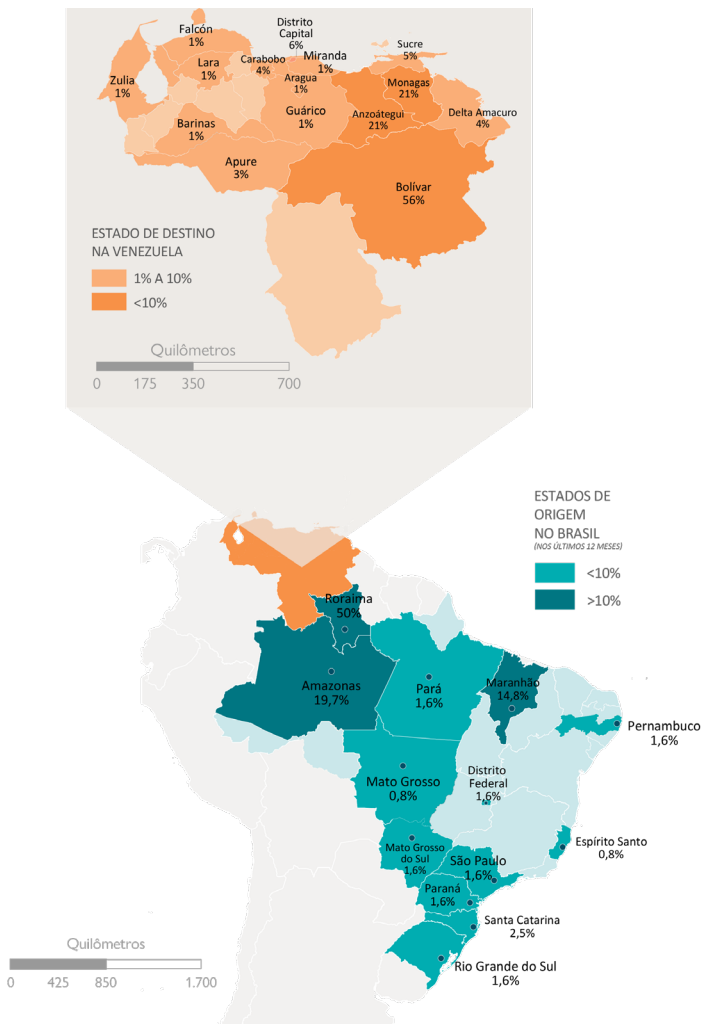 Falcón
1%
Distrito
Capital
6%
Miranda
1%
Sucre
5%
Lara
1%
Carabobo
4%
Zulia
1%
Aragua
1%
Monagas
21%
Guárico
1%
Anzoátegui
21%
Delta Amacuro
4%
Barinas
1%
Apure
3%
Bolívar
56%
ESTADO DE DESTINO
NA VENEZUELA
1% A 10%
<10%
Quilômetros
0 175 350 700
ESTADOS DE
ORIGEM
NO BRASIL
(NOS ÚLTIMOS 12 MESES)
<10%
>10%
Roraima
50%
Amazonas
19,7%
Pará
1,6%
Maranhão
14,8%
Pernambuco
1,6%
Mato Grosso
0,8%
Distrito
Federal
1,6%
Espírito Santo
0,8%
Mato Grosso
do Sul
1,6%
São Paulo
1,6%
Paraná
1,6%
Santa Catarina
2,5%
Rio Grande do Sul
1,6%
Quilômetros
0 425 850 1.700